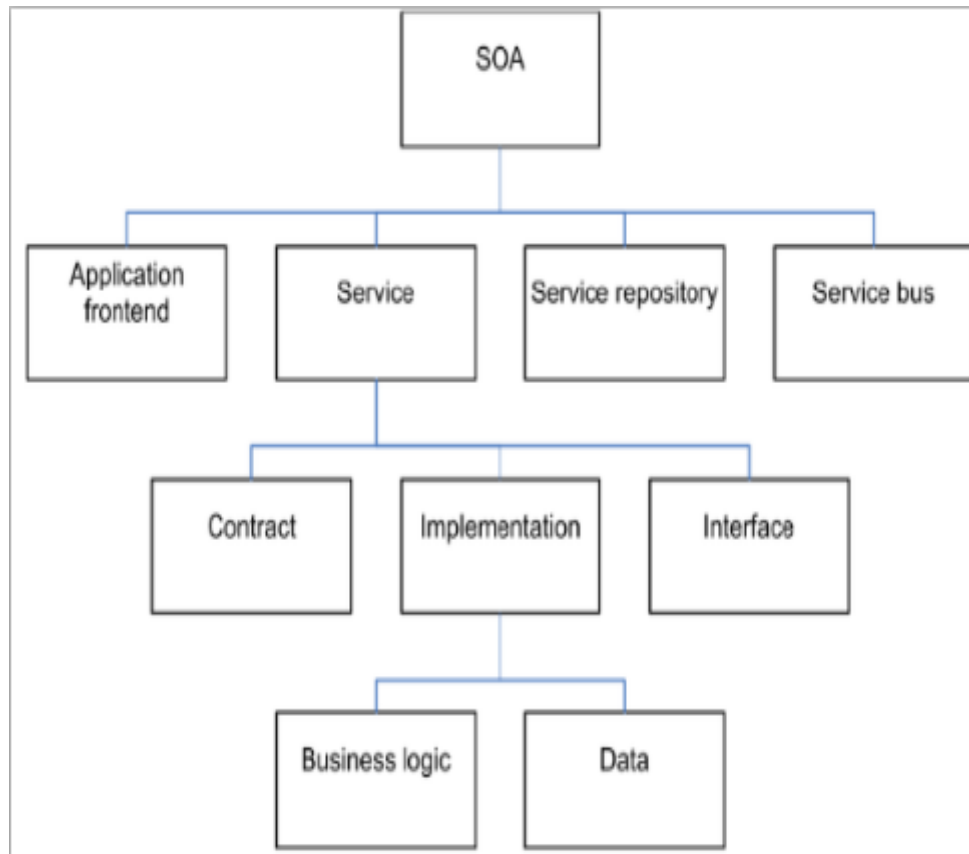 SOA
Application
frontend
Service
Service repository
Service bus
Contract
Implementation
Interface
Business logic
Data